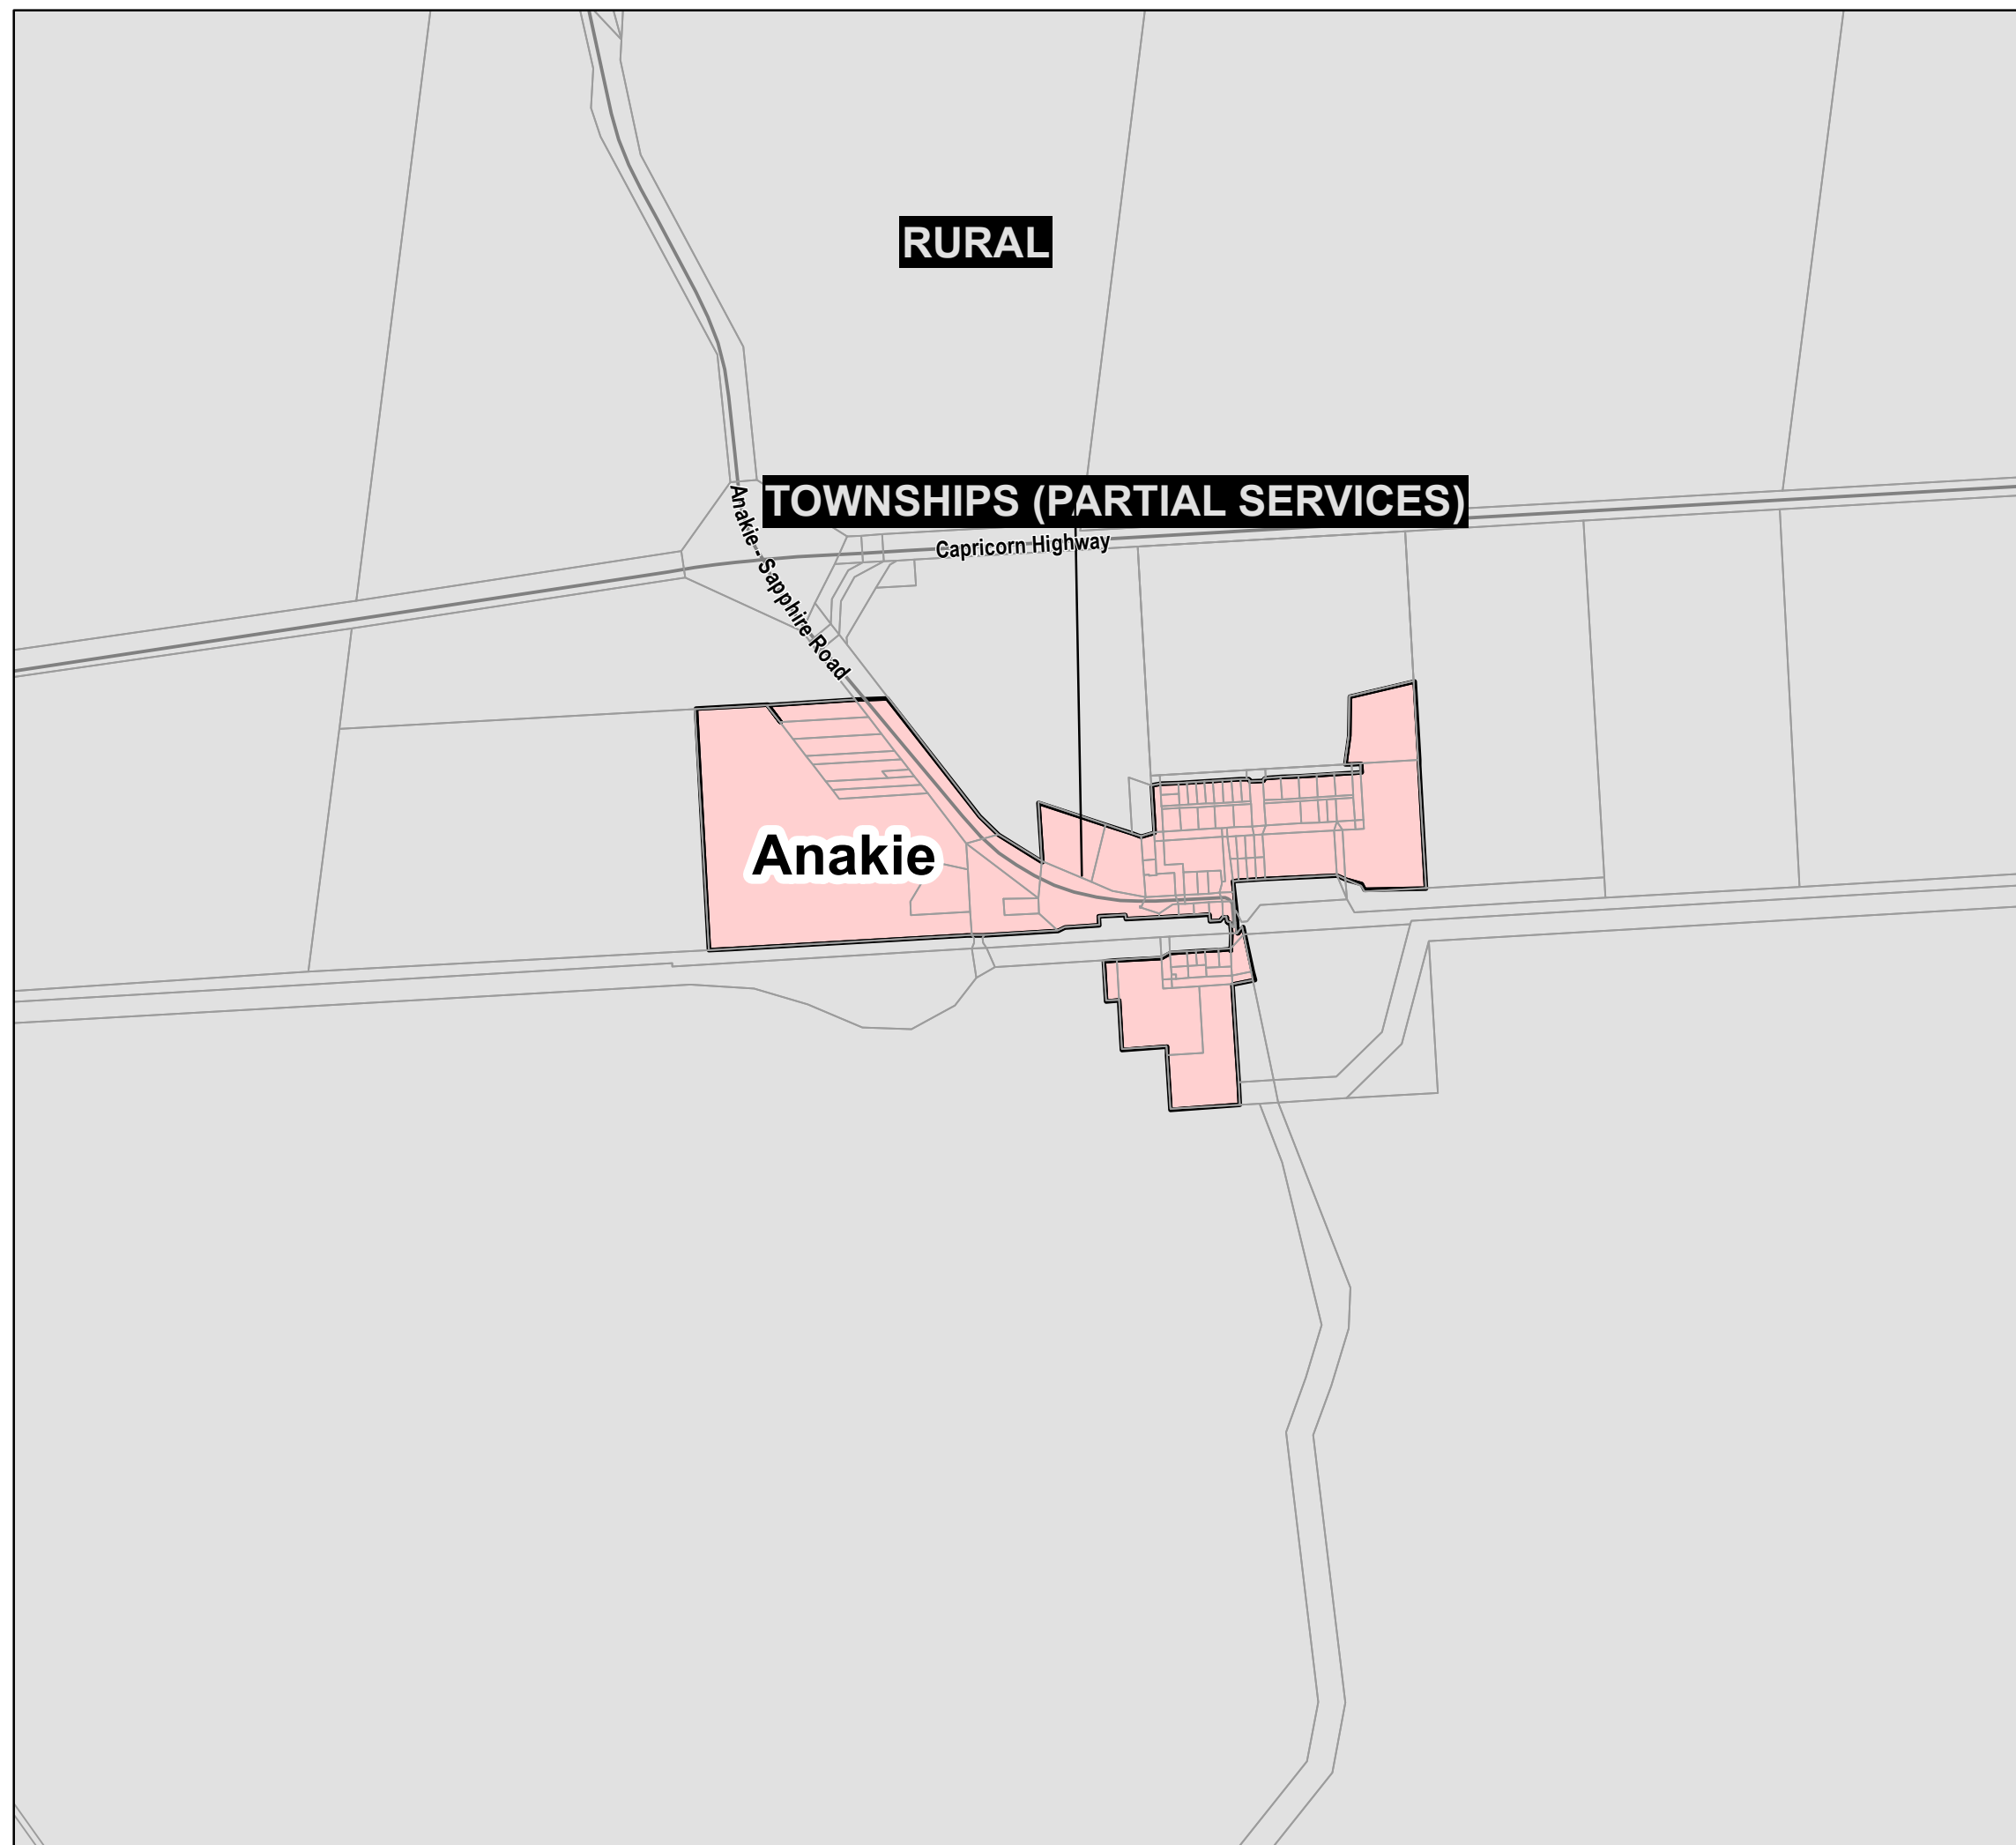 RURAL
TOWNSHIPS (PARTIAL SERVICES)
Capricorn Highway
Anakie - Sapphire Road
Anakie